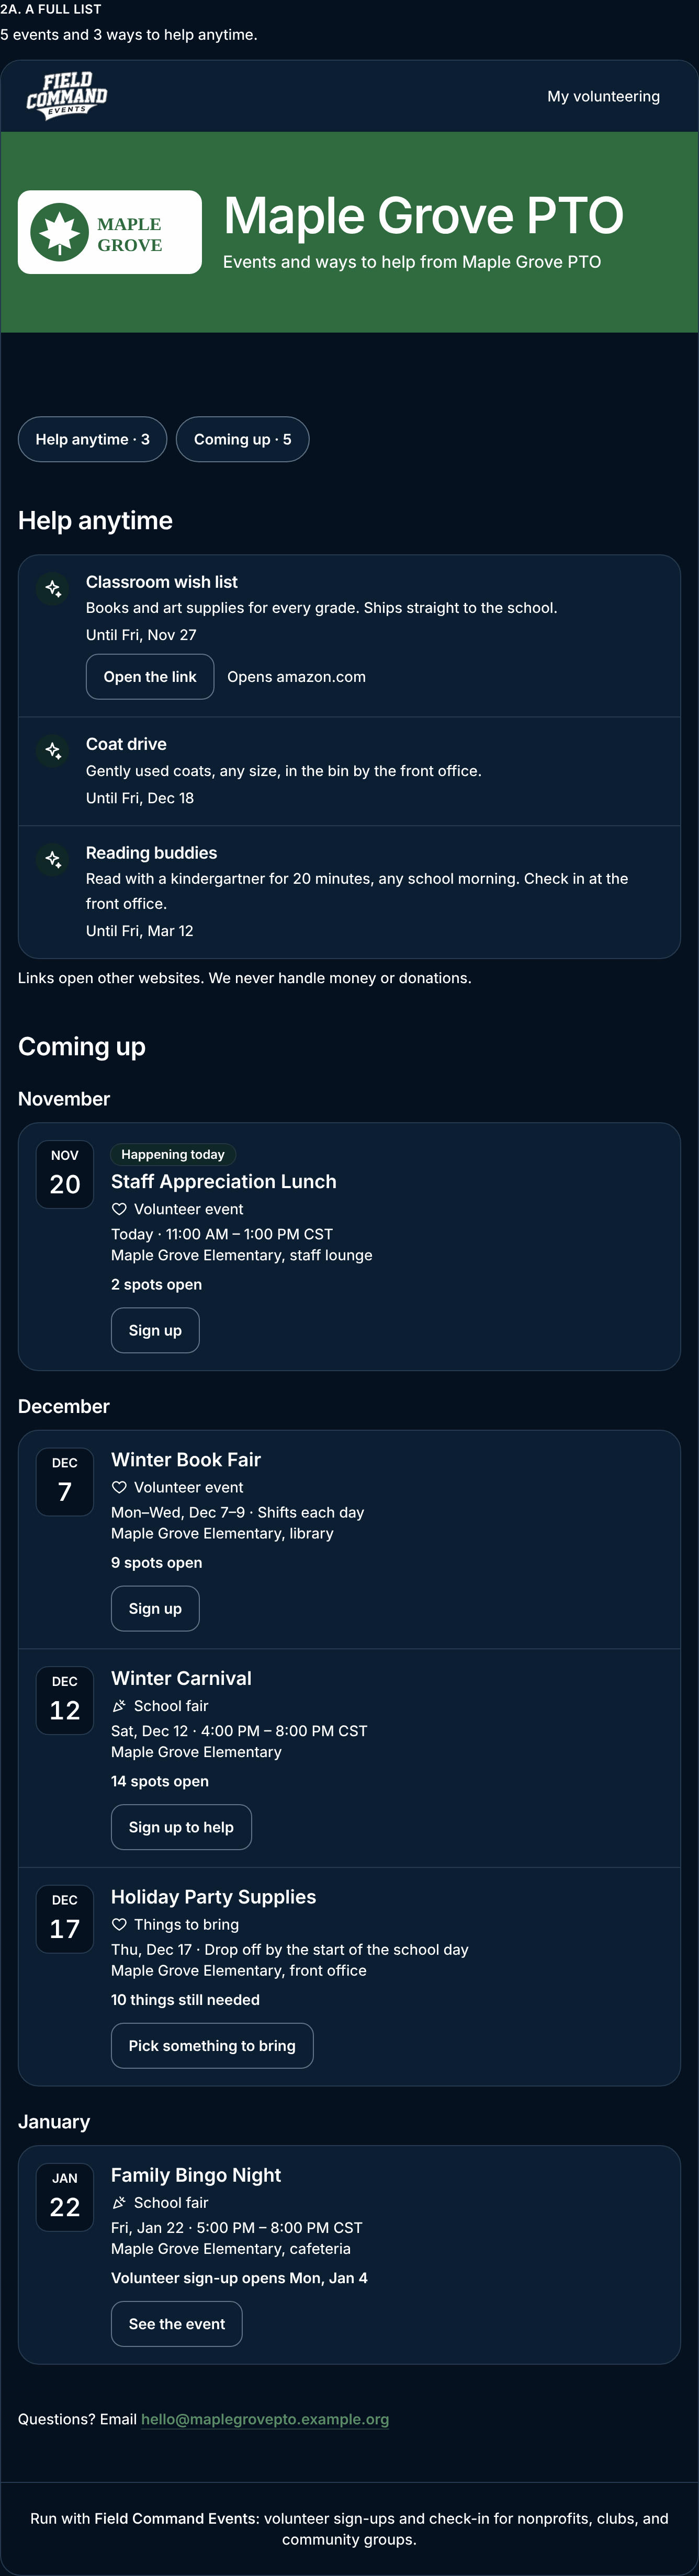 2A. A FULL LIST
5 events and 3 ways to help anytime.
FIELD
COMMAND
EVENTS
My volunteering
MAPLE
GROVE
Maple Grove PTO
Events and ways to help from Maple Grove PTO
Help anytime · 3
Coming up · 5
Help anytime
Classroom wish list
Books and art supplies for every grade. Ships straight to the school.
Until Fri, Nov 27
Open the link
Opens amazon.com
Coat drive
Gently used coats, any size, in the bin by the front office.
Until Fri, Dec 18
Reading buddies
Read with a kindergartner for 20 minutes, any school morning. Check in at the
front office.
Until Fri, Mar 12
Links open other websites. We never handle money or donations.
Coming up
November
NOV
20
Happening today
Staff Appreciation Lunch
Volunteer event
Today · 11:00 AM – 1:00 PM CST
Maple Grove Elementary, staff lounge
2 spots open
Sign up
December
DEC
7
Winter Book Fair
Volunteer event
Mon–Wed, Dec 7–9 · Shifts each day
Maple Grove Elementary, library
9 spots open
Sign up
DEC
12
Winter Carnival
School fair
Sat, Dec 12 · 4:00 PM – 8:00 PM CST
Maple Grove Elementary
14 spots open
Sign up to help
DEC
17
Holiday Party Supplies
Things to bring
Thu, Dec 17 · Drop off by the start of the school day
Maple Grove Elementary, front office
10 things still needed
Pick something to bring
January
JAN
22
Family Bingo Night
School fair
Fri, Jan 22 · 5:00 PM – 8:00 PM CST
Maple Grove Elementary, cafeteria
Volunteer sign-up opens Mon, Jan 4
See the event
Questions? Email hello@maplegrovepto.example.org
Run with Field Command Events: volunteer sign-ups and check-in for nonprofits, clubs, and
community groups.